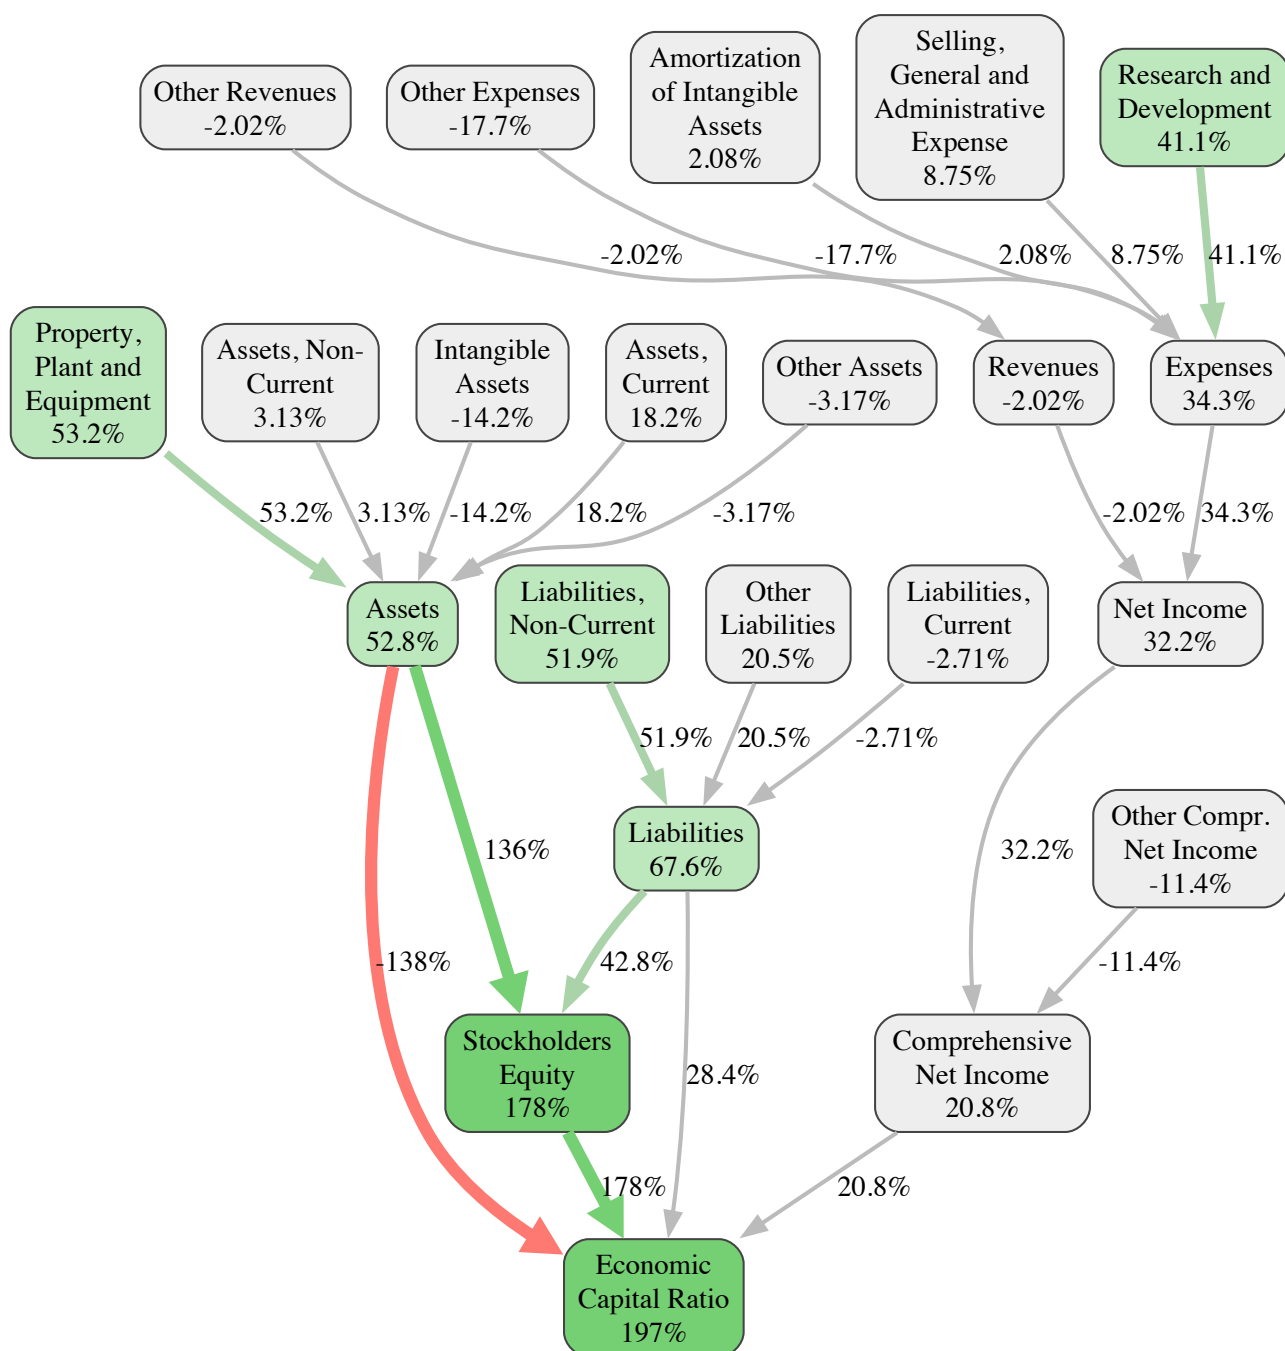 Other Revenues
-2.02%
Other Expenses
-17.7%
Amortization
of Intangible
Assets
2.08%
Selling,
General and
Administrative
Expense
8.75%
Research and
Development
41.1%
-2.02%
-17.7%
2.08%
8.75%
41.1%
Property,
Plant and
Equipment
53.2%
Assets, Non-
Current
3.13%
Intangible
Assets
-14.2%
Assets,
Current
18.2%
Other Assets
-3.17%
Revenues
-2.02%
Expenses
34.3%
53.2%
3.13%
-14.2%
18.2%
-3.17%
-2.02%
34.3%
Assets
52.8%
Liabilities,
Non-Current
51.9%
Other
Liabilities
20.5%
Liabilities,
Current
-2.71%
Net Income
32.2%
51.9%
20.5%
-2.71%
136%
Liabilities
67.6%
32.2%
Other Compr.
Net Income
-11.4%
-138%
42.8%
-11.4%
Stockholders
Equity
178%
28.4%
Comprehensive
Net Income
20.8%
178%
20.8%
Economic
Capital Ratio
197%